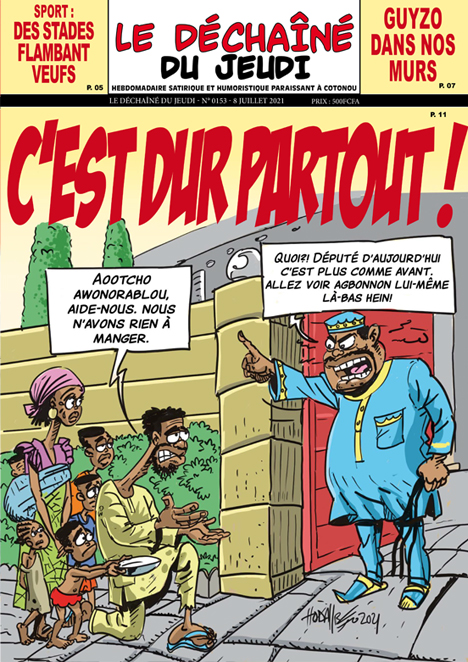 SPORT :
DES STADES
FLAMBANT
VEUFS
P. 05
LE DÉCHAÎNÉ
DU JEUDI
HEBDOMADAIRE SATIRIQUE ET HUMORISTIQUE PARAISSANT À COTONOU
GUYZO
DANS NOS
MURS
P. 07
LE DÉCHAÎNÉ DU JEUDI - N° 0153 - 8 JUILLET 2021
PRIX : 500FCFA
P. 11
C'EST DUR PARTOUT !
AOOTCHO
AWONORABLOU,
AIDE-NOUS. NOUS
N'AVONS RIEN À
MANGER.
QUOI?! DÉPUTÉ D'AUJOURD'HUI
C'EST PLUS COMME AVANT.
ALLEZ VOIR AGBONNON LUI-MÊME
LÀ-BAS HEIN!